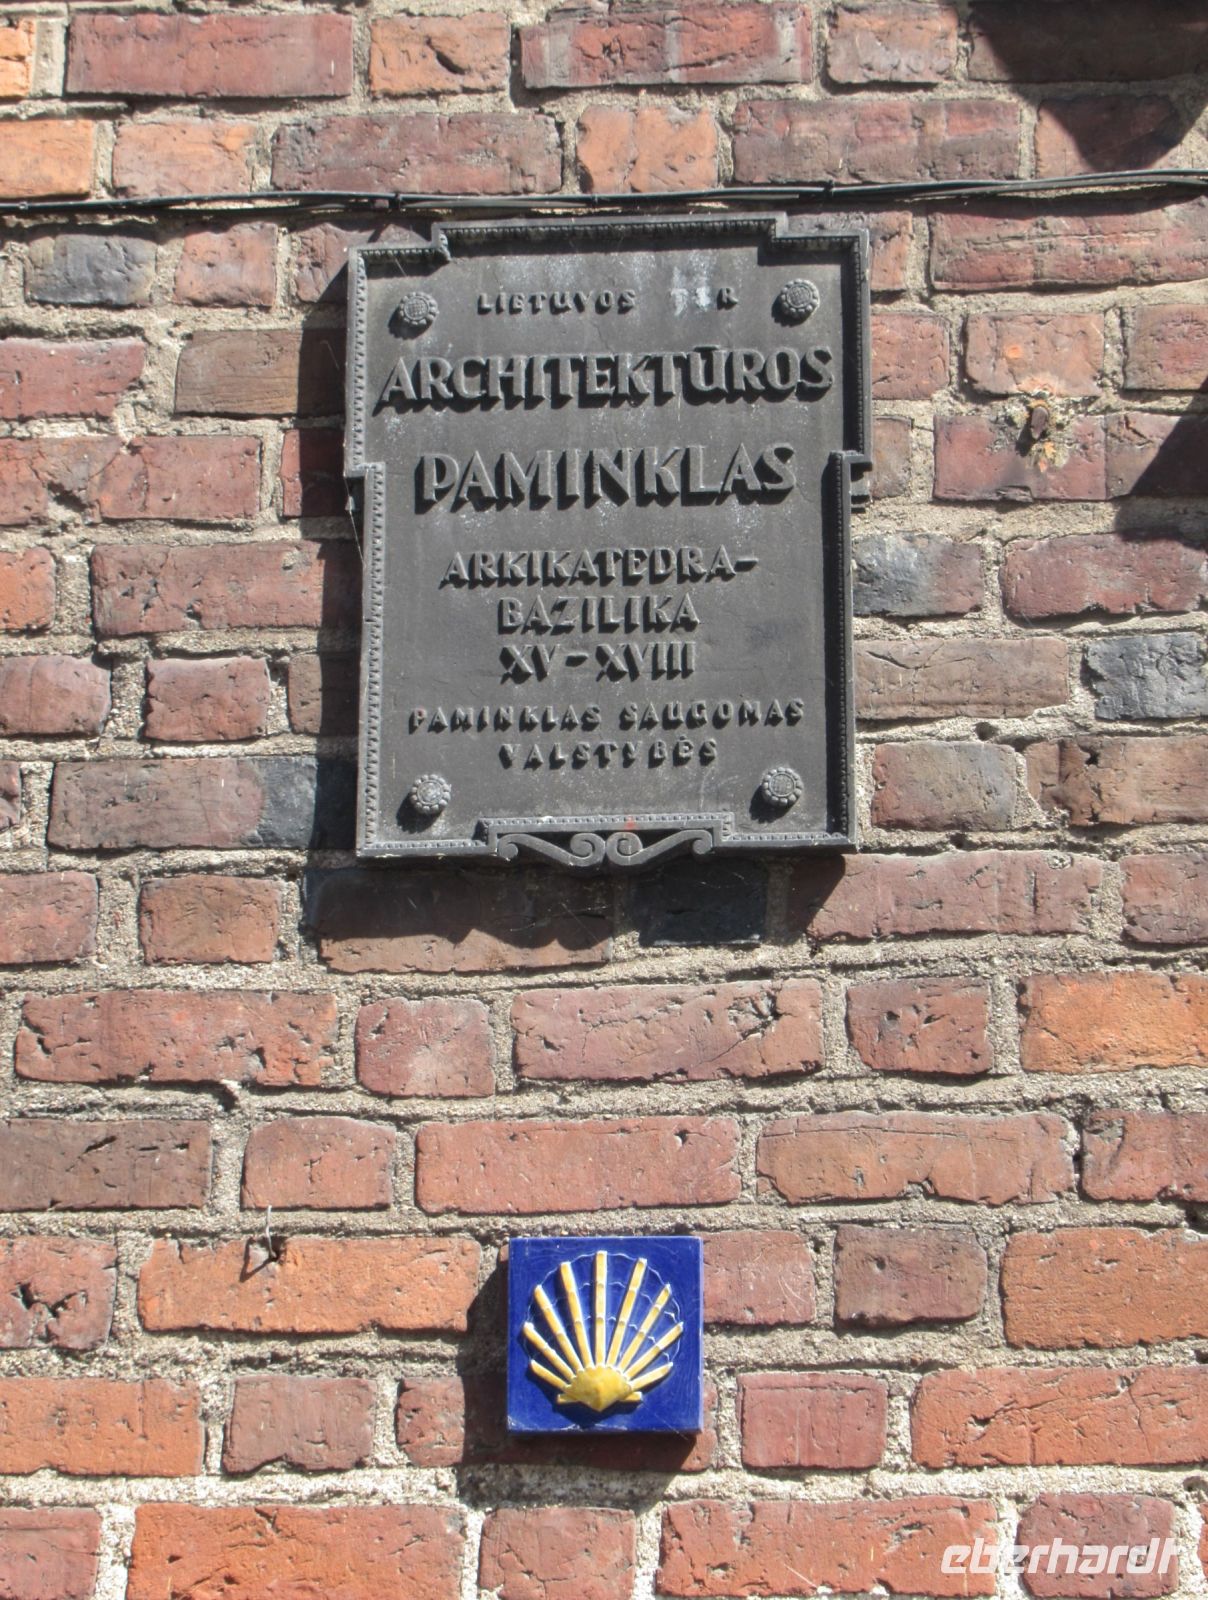 LIETUVOS TSR
ARCHITEKTŪROS
PAMINKLAS
ARKIKATEDRA-
BAZILIKA
XV-XVIII
PAMINKLAS SAUGOMAS
VALSTYBĖS
eberhardt